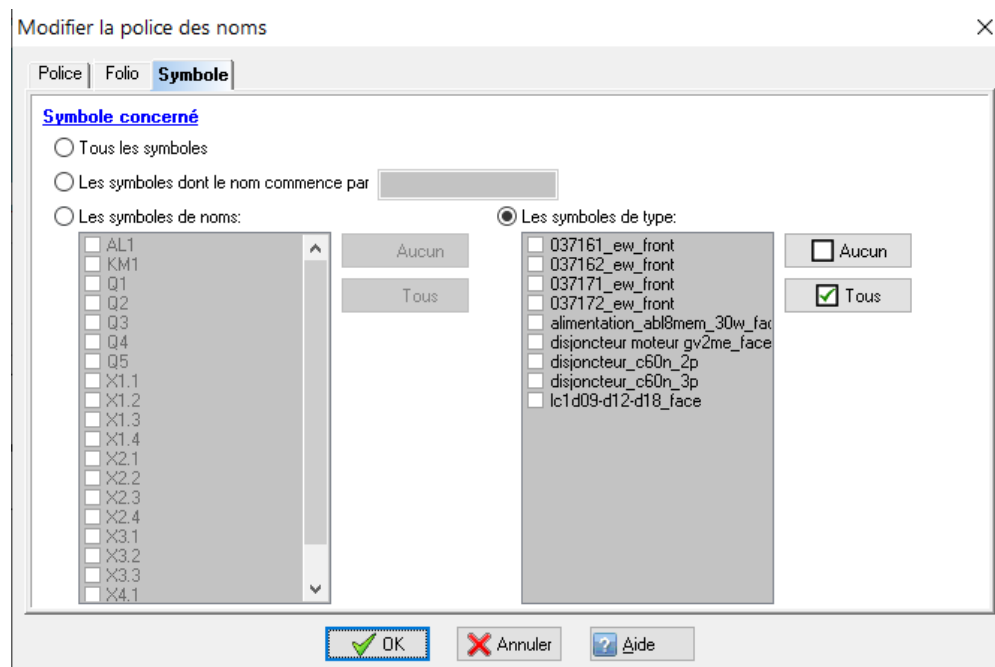 Modifier la police des noms
Police Folio Symbole
Symbole concerné
Tous les symboles
Les symboles dont le nom commence par
Les symboles de noms:
AL1
KM1
Q1
Q2
Q3
Q4
Q5
X1.1
X1.2
X1.3
X1.4
X2.1
X2.2
X2.3
X2.4
X3.1
X3.2
X3.3
X4.1
Aucun
Tous
Les symboles de type:
037161_ew_front
037162_ew_front
037171_ew_front
037172_ew_front
alimentation_abl8mem_30w_fac
disjoncteur moteur gv2me_face
disjoncteur_c60n_2p
disjoncteur_c60n_3p
lc1d09-d12-d18_face
Aucun
Tous
OK Annuler Aide